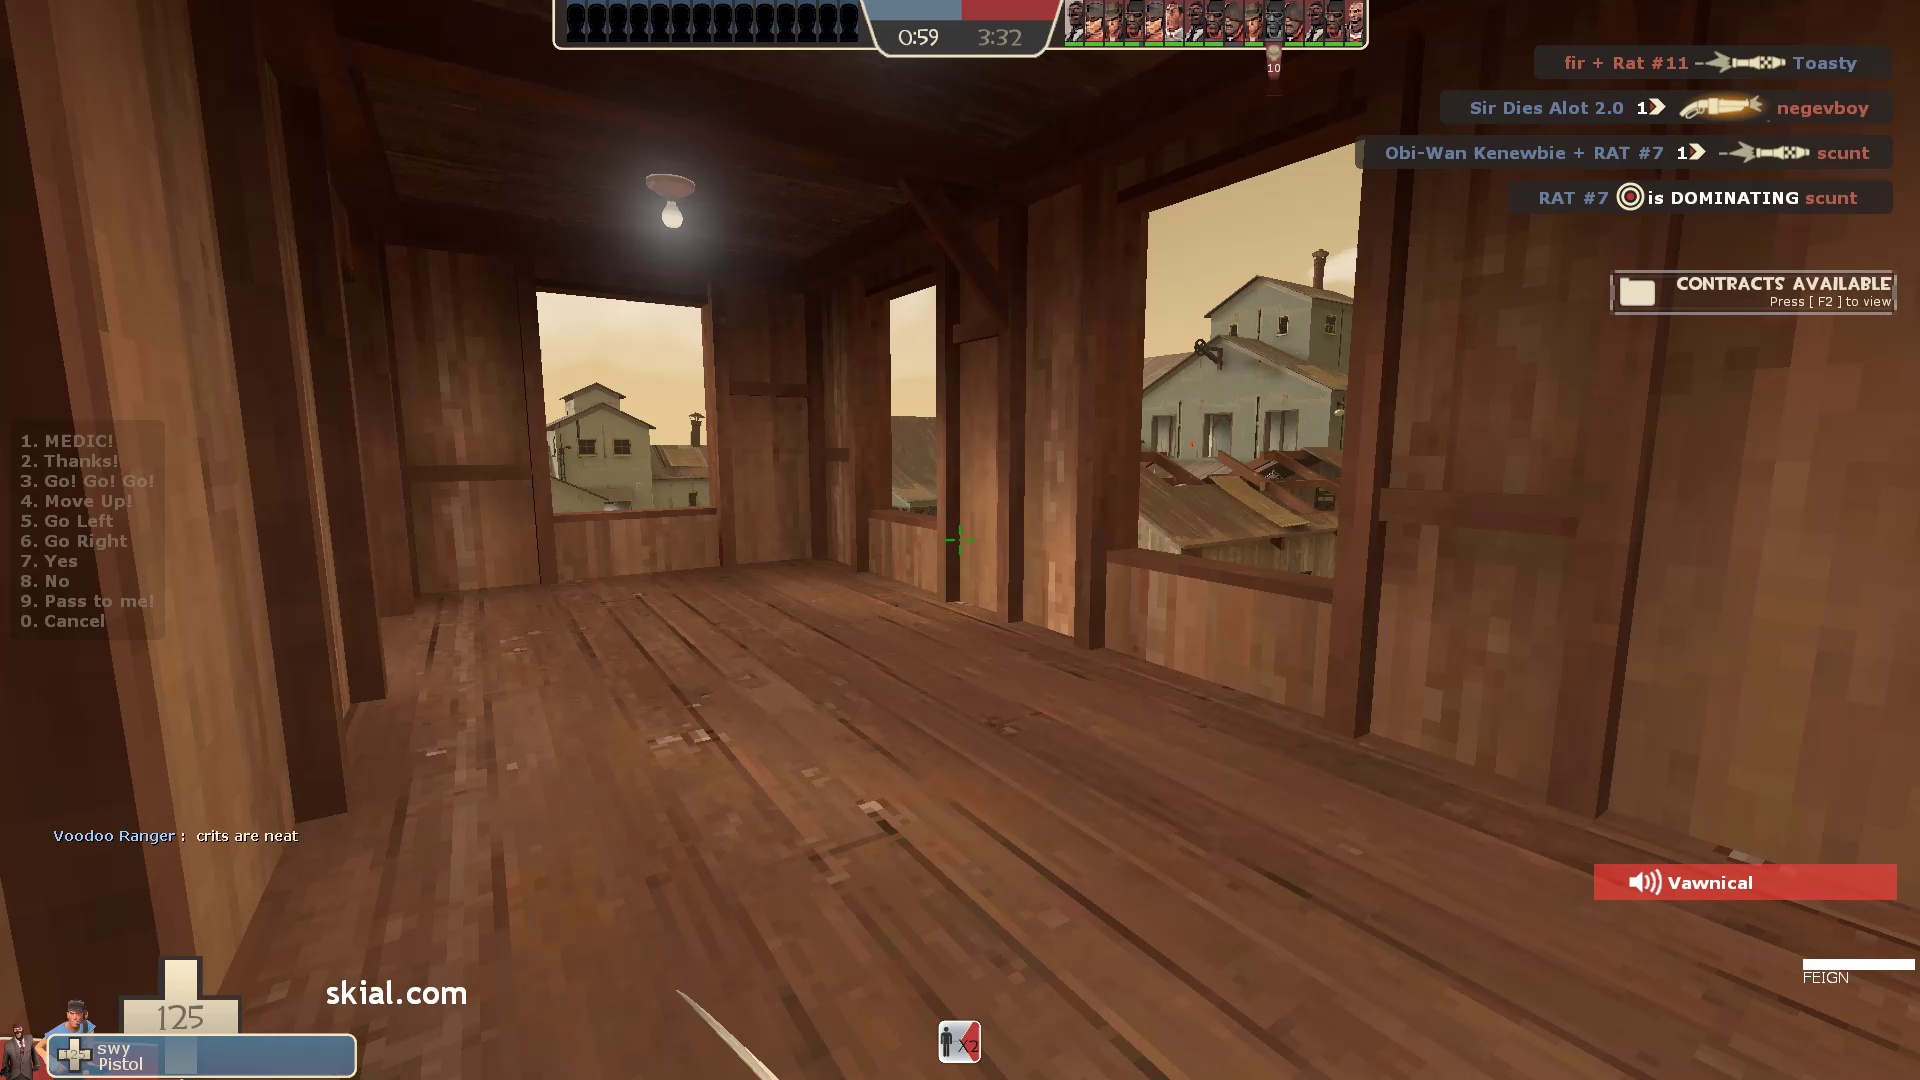 0:59
3:32
10
fir + Rat #11 Toasty
Sir Dies Alot 2.0 1 negevboy
Obi-Wan Kenewbie + RAT #7 1 scunt
RAT #7 is DOMINATING scunt
CONTRACTS AVAILABLE
Press [ F2 ] to view
1. MEDIC!
2. Thanks!
3. Go! Go! Go!
4. Move Up!
5. Go Left
6. Go Right
7. Yes
8. No
9. Pass to me!
0. Cancel
Voodoo Ranger : crits are neat
Vawnical
FEIGN
skial.com
125
X2
125
swy
Pistol